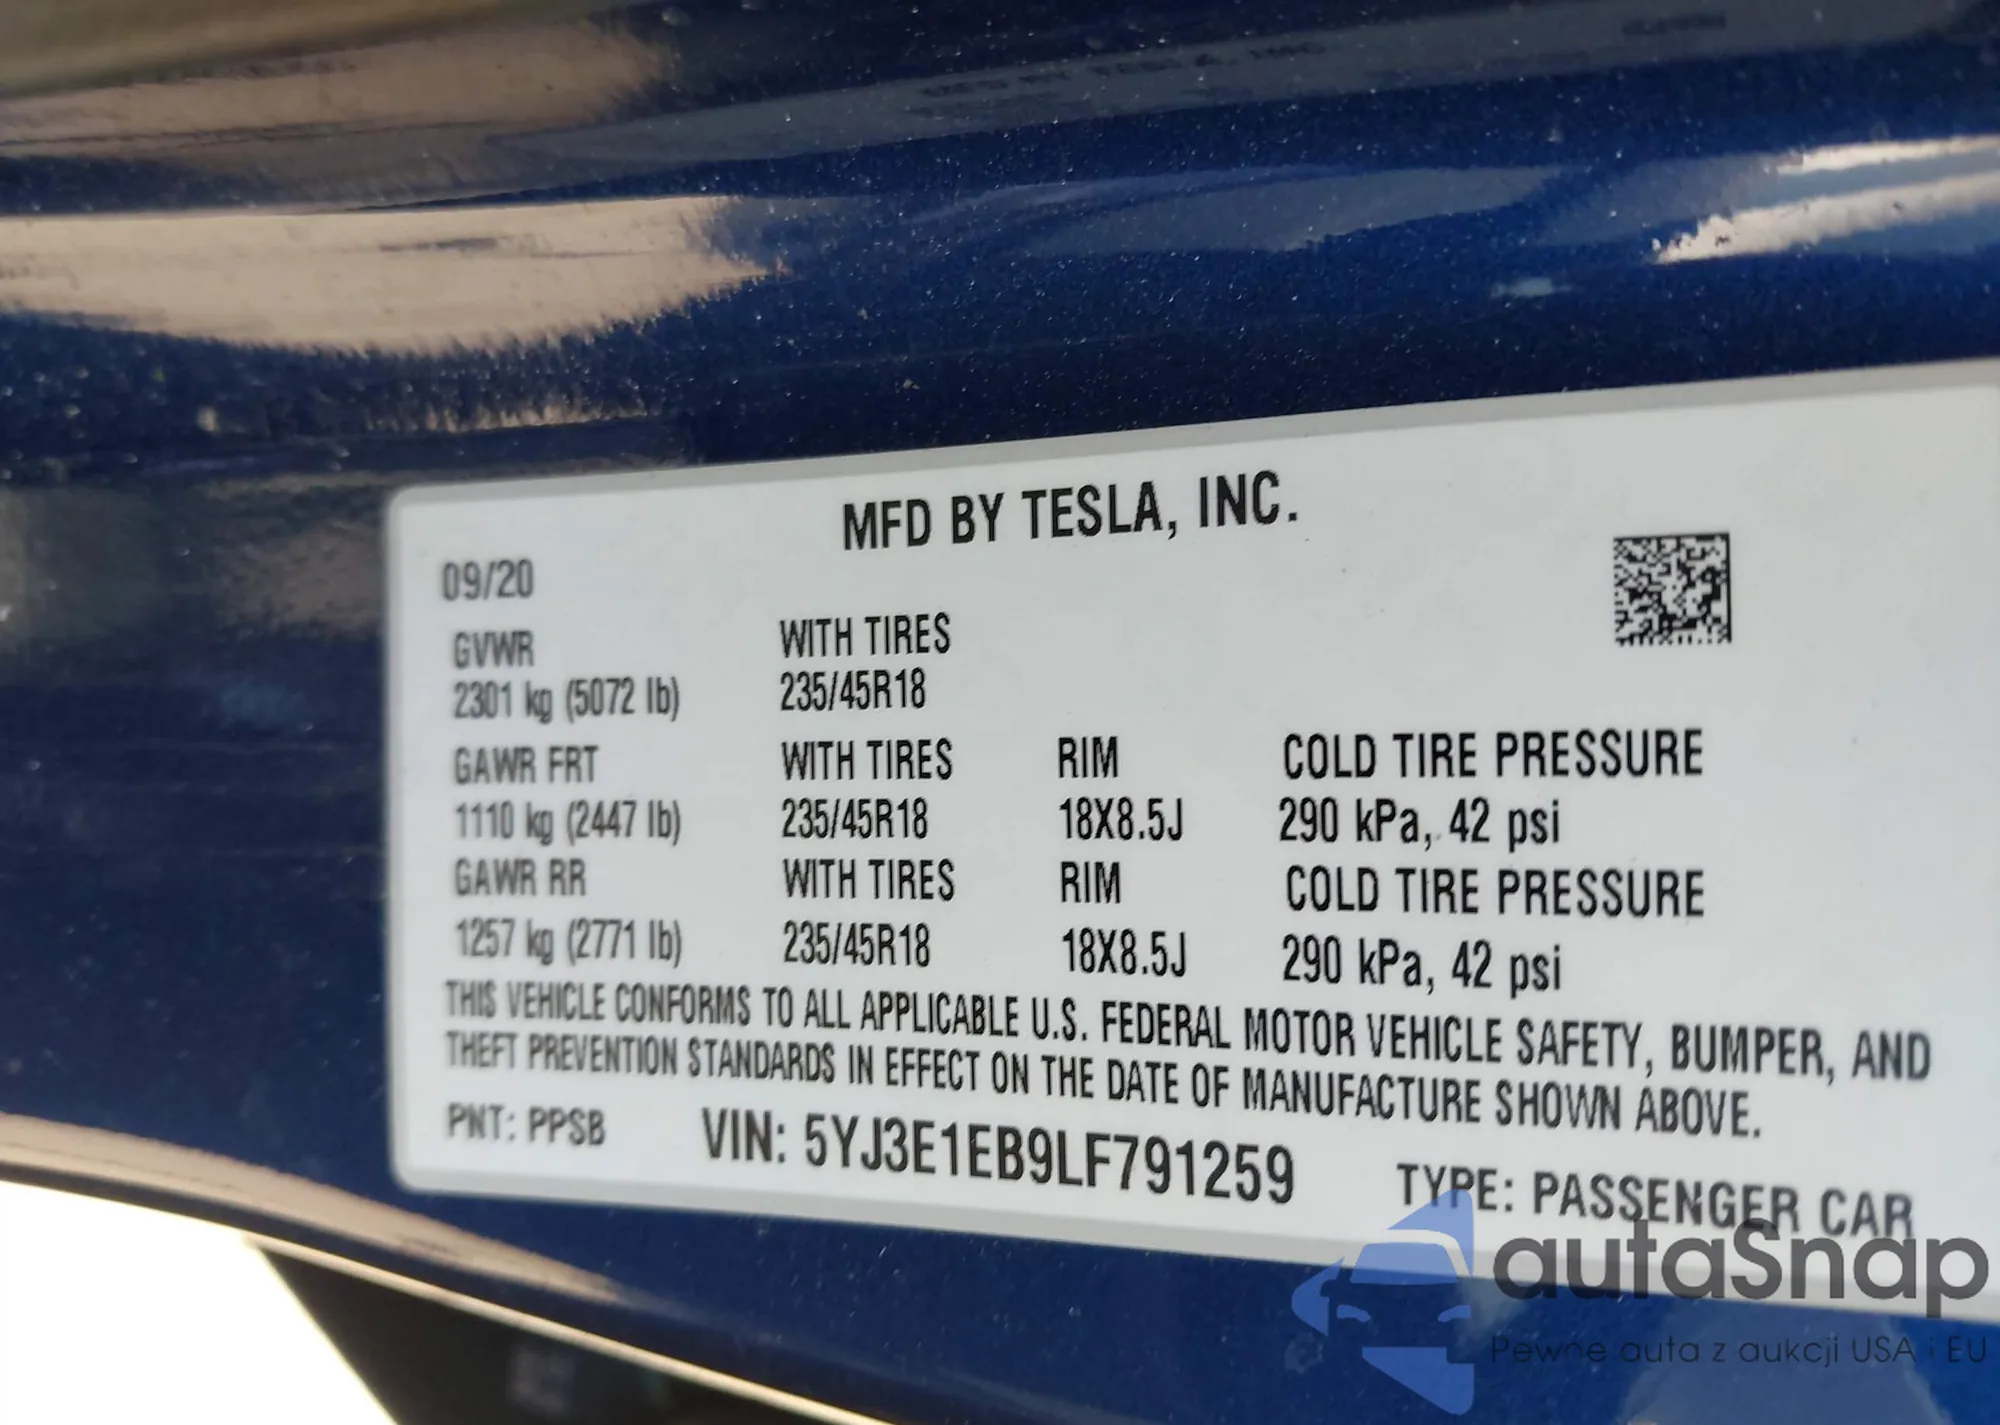 MFD BY TESLA, INC.
09/20
GVWR WITH TIRES
2301 kg (5072 lb) 235/45R18
GAWR FRT WITH TIRES RIM COLD TIRE PRESSURE
1110 kg (2447 lb) 235/45R18 18X8.5J 290 kPa, 42 psi
GAWR RR WITH TIRES RIM COLD TIRE PRESSURE
1257 kg (2771 lb) 235/45R18 18X8.5J 290 kPa, 42 psi
THIS VEHICLE CONFORMS TO ALL APPLICABLE U.S. FEDERAL MOTOR VEHICLE SAFETY, BUMPER, AND
THEFT PREVENTION STANDARDS IN EFFECT ON THE DATE OF MANUFACTURE SHOWN ABOVE.
PNT: PPSB VIN: 5YJ3E1EB9LF791259 TYPE: PASSENGER CAR
autaSnap
Pewne auta z aukcji USA i EU